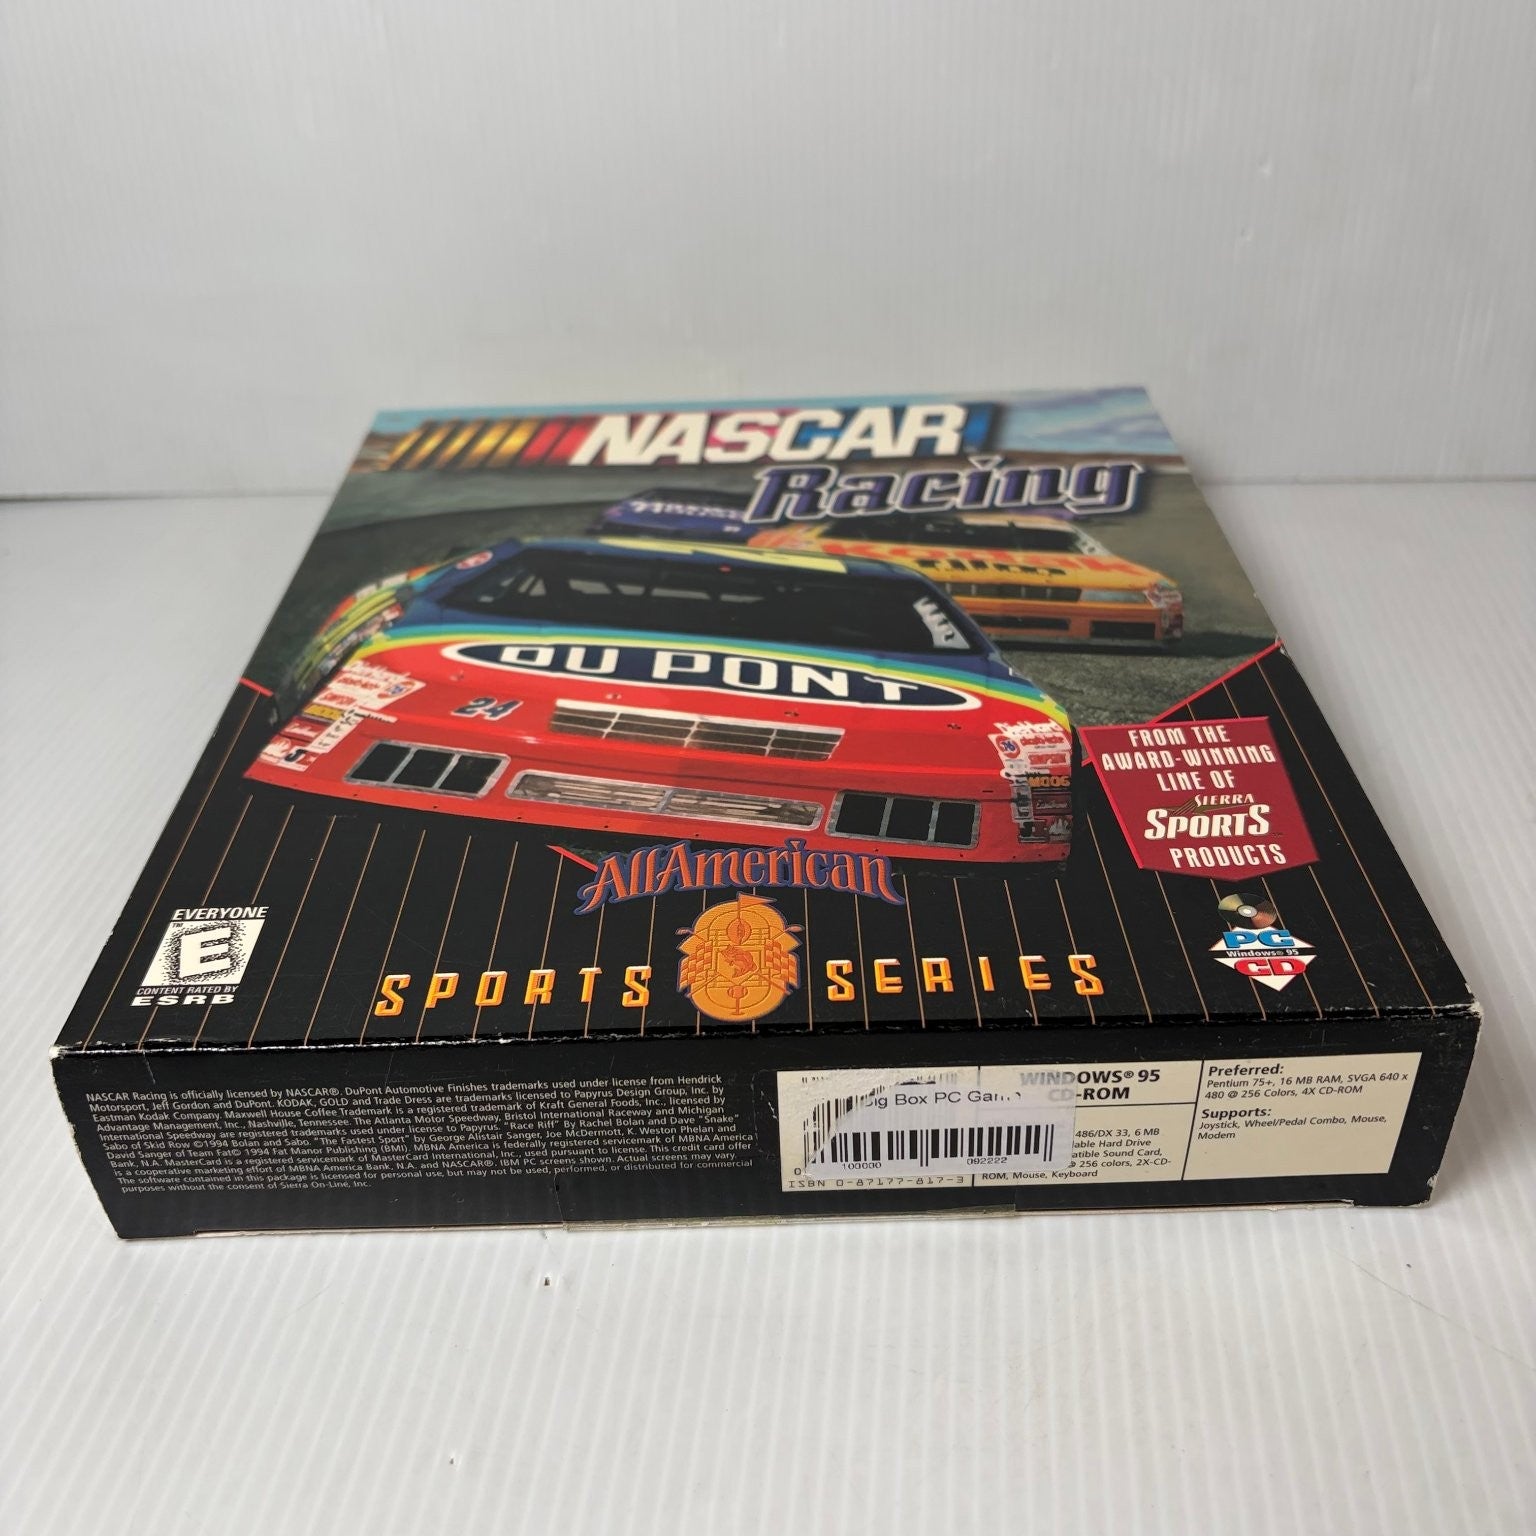 NASCAR
Racing
Kodak
Film
DU PONT
24
76
MOOG
FROM THE
AWARD-WINNING
LINE OF
SIERRA
SPORTS™
PRODUCTS
AllAmerican
SPORTS SERIES
EVERYONE
™
E
CONTENT RATED BY
ESRB
PC
Windows® 95
CD
NASCAR Racing is officially licensed by NASCAR®. DuPont Automotive Finishes trademarks used under license from Hendrick
Motorsport, Jeff Gordon and DuPont. KODAK, GOLD and Trade Dress are trademarks licensed to Papyrus Design Group, Inc. by
Eastman Kodak Company. Maxwell House Coffee Trademark is a registered trademark of Kraft General Foods, Inc., licensed by
Advantage Management, Inc., Nashville, Tennessee. The Atlanta Motor Speedway, Bristol International Raceway and Michigan
International Speedway are registered trademarks used under license to Papyrus. "Race Riff" By Rachel Bolan and Dave "Snake"
Sabo of Skid Row ©1994 Bolan and Sabo. "The Fastest Sport" by George Alistair Sanger, Joe McDermott, K. Weston Phelan and
David Sanger of Team Fat© 1994 Fat Manor Publishing (BMI). MBNA America is a federally registered servicemark of MBNA America
Bank, N.A. MasterCard is a registered servicemark of MasterCard International, Inc., used pursuant to license. This credit card offer
is a cooperative marketing effort of MBNA America Bank, N.A. and NASCAR®. IBM PC screens shown. Actual screens may vary.
The software contained in this package is licensed for personal use, but may not be used, performed, or distributed for commercial
purposes without the consent of Sierra On-Line, Inc.
Big Box PC Game
100000 092222
0
ISBN 0-87177-817-3
WINDOWS® 95
CD-ROM
486/DX 33, 6 MB
Hard Drive
Sound Card,
@ 256 colors, 2X-CD-
ROM, Mouse, Keyboard
Preferred:
Pentium 75+, 16 MB RAM, SVGA 640 x
480 @ 256 Colors, 4X CD-ROM
Supports:
Joystick, Wheel/Pedal Combo, Mouse,
Modem